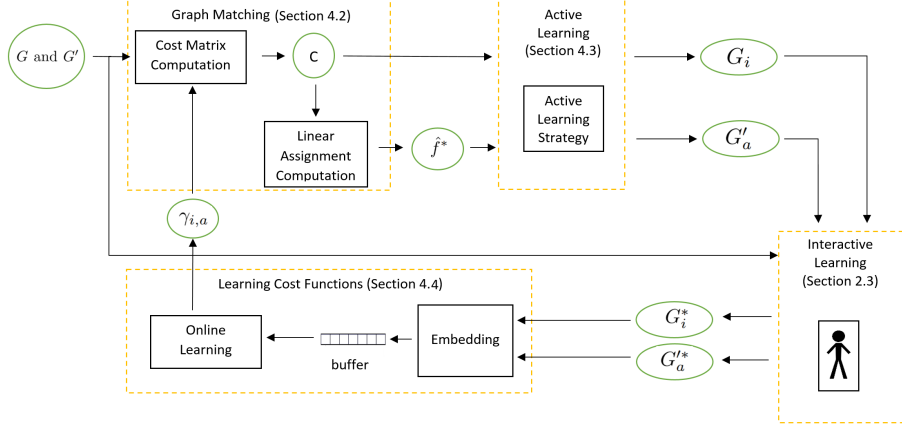 Graph Matching (Section 4.2)
G and G′
Cost Matrix
Computation
C
Linear
Assignment
Computation
f̂*
Active
Learning
(Section 4.3)
Active
Learning
Strategy
G_i
G′_a
γ_{i,a}
Interactive
Learning
(Section 2.3)
Learning Cost Functions (Section 4.4)
Online
Learning
buffer
Embedding
G_i^*
G′_a^*